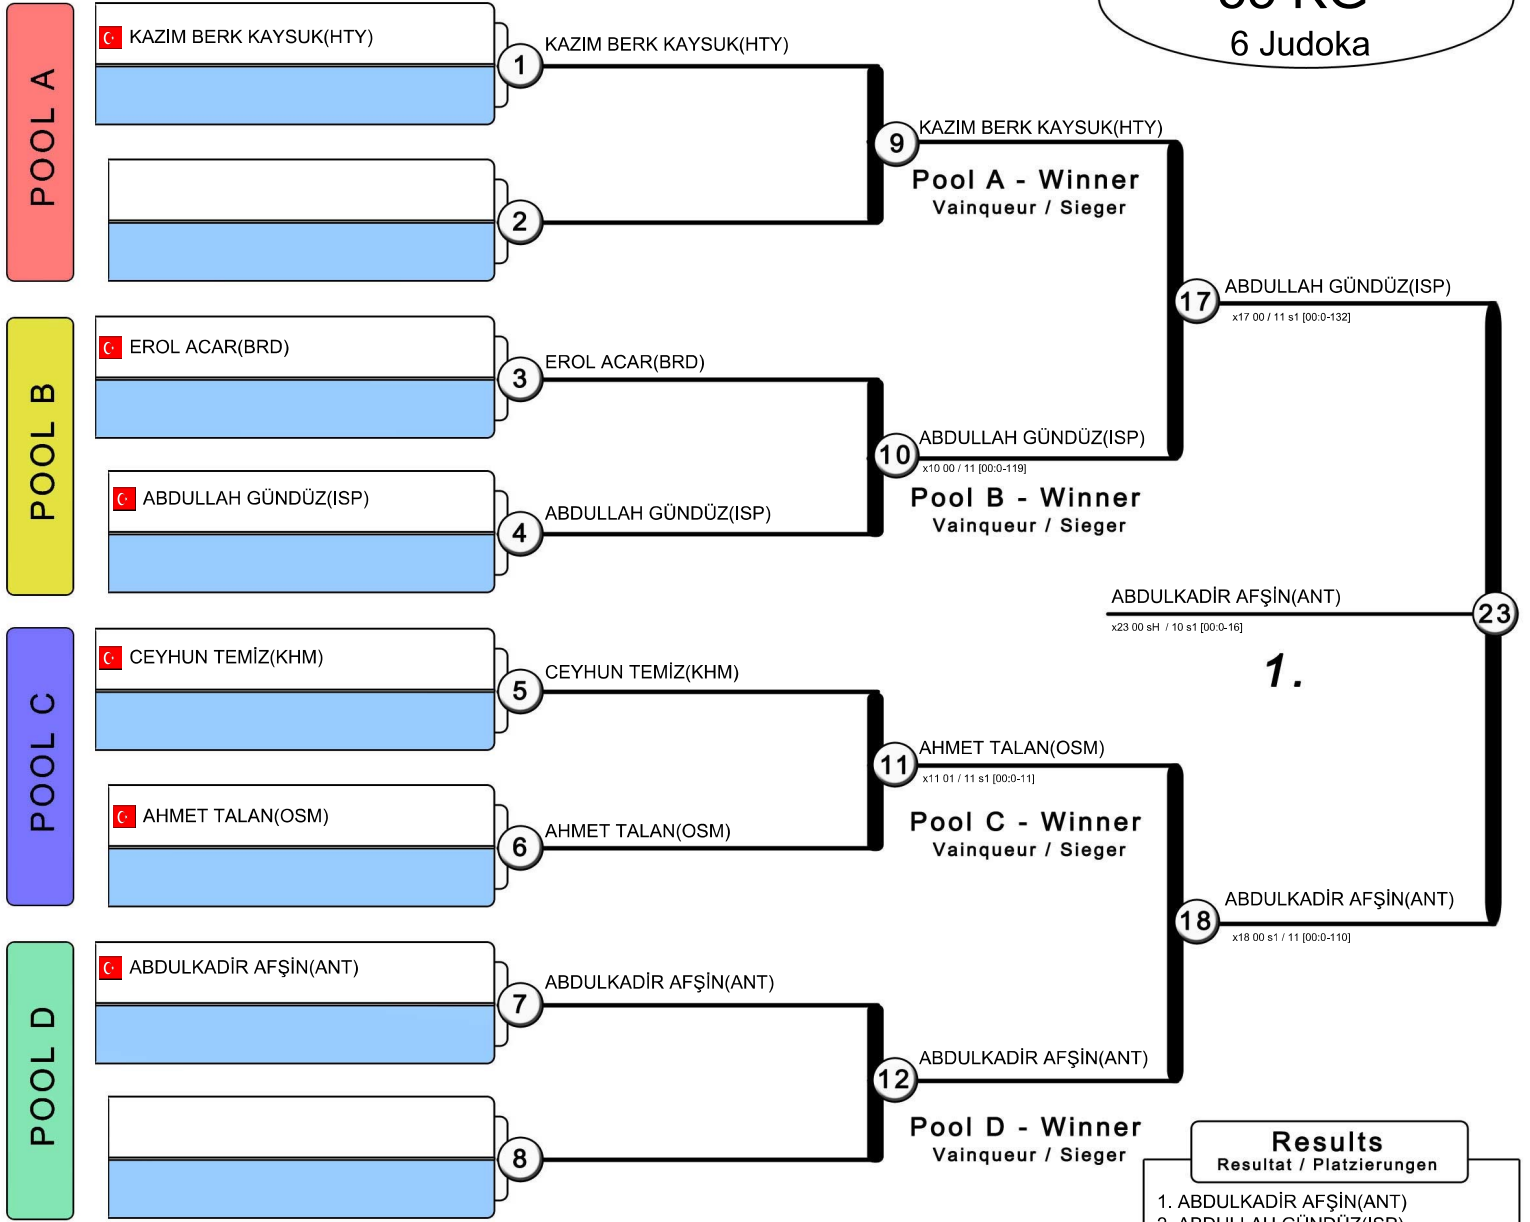 KG
6 Judoka
POOL A
KAZIM BERK KAYSUK(HTY)
1
KAZIM BERK KAYSUK(HTY)
2
9
KAZIM BERK KAYSUK(HTY)
Pool A - Winner
Vainqueur / Sieger
POOL B
EROL ACAR(BRD)
3
EROL ACAR(BRD)
ABDULLAH GÜNDÜZ(ISP)
4
ABDULLAH GÜNDÜZ(ISP)
10
ABDULLAH GÜNDÜZ(ISP)
x10 00 / 11 [00:0-119]
Pool B - Winner
Vainqueur / Sieger
17
ABDULLAH GÜNDÜZ(ISP)
x17 00 / 11 s1 [00:0-132]
ABDULKADİR AFŞİN(ANT)
x23 00 sH / 10 s1 [00:0-16]
23
1.
POOL C
CEYHUN TEMİZ(KHM)
5
CEYHUN TEMİZ(KHM)
AHMET TALAN(OSM)
6
AHMET TALAN(OSM)
11
AHMET TALAN(OSM)
x11 01 / 11 s1 [00:0-11]
Pool C - Winner
Vainqueur / Sieger
18
ABDULKADİR AFŞİN(ANT)
x18 00 s1 / 11 [00:0-110]
POOL D
ABDULKADİR AFŞİN(ANT)
7
ABDULKADİR AFŞİN(ANT)
8
12
ABDULKADİR AFŞİN(ANT)
Pool D - Winner
Vainqueur / Sieger
Results
Resultat / Platzierungen
1. ABDULKADİR AFŞİN(ANT)
2. ABDULLAH GÜNDÜZ(ISP)